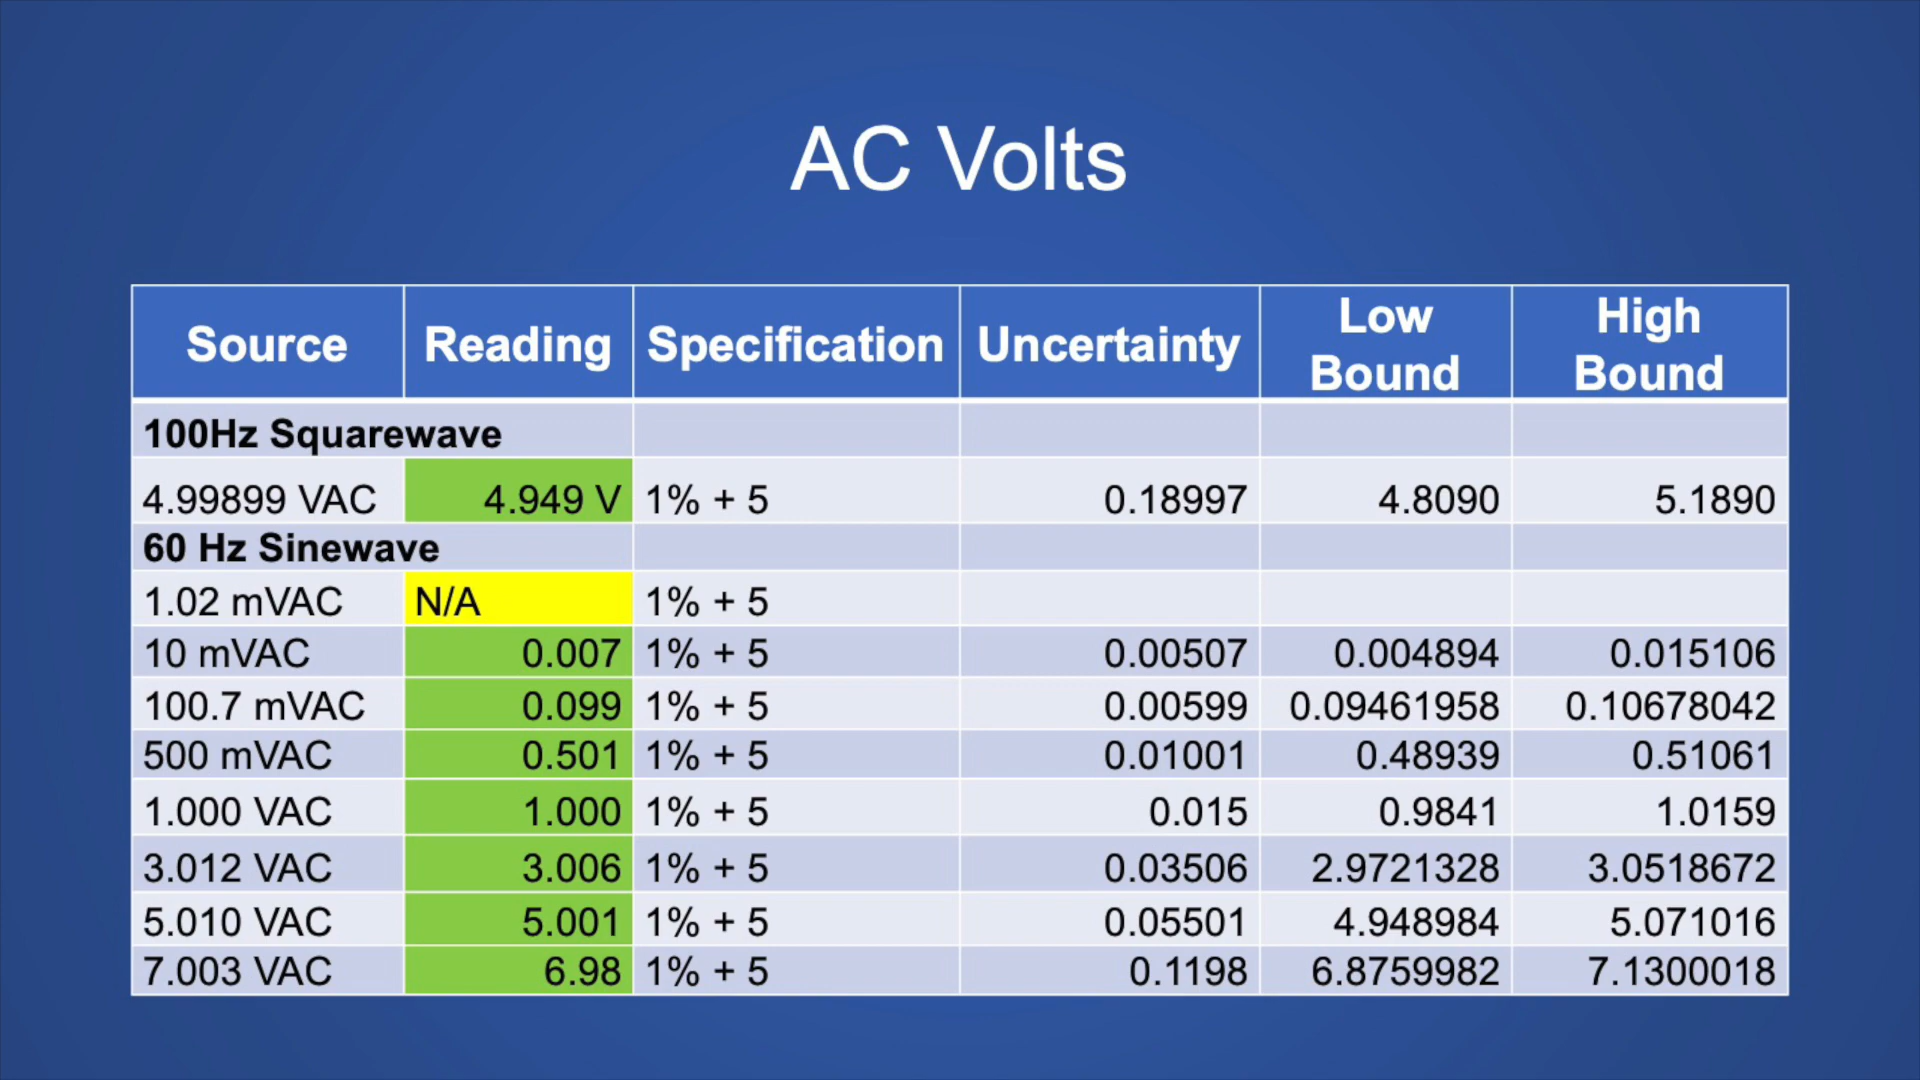 AC Volts
Source Reading Specification Uncertainty Low Bound High Bound
100Hz Squarewave
4.99899 VAC 4.949 V 1% + 5 0.18997 4.8090 5.1890
60 Hz Sinewave
1.02 mVAC N/A 1% + 5
10 mVAC 0.007 1% + 5 0.00507 0.004894 0.015106
100.7 mVAC 0.099 1% + 5 0.00599 0.09461958 0.10678042
500 mVAC 0.501 1% + 5 0.01001 0.48939 0.51061
1.000 VAC 1.000 1% + 5 0.015 0.9841 1.0159
3.012 VAC 3.006 1% + 5 0.03506 2.9721328 3.0518672
5.010 VAC 5.001 1% + 5 0.05501 4.948984 5.071016
7.003 VAC 6.98 1% + 5 0.1198 6.8759982 7.1300018